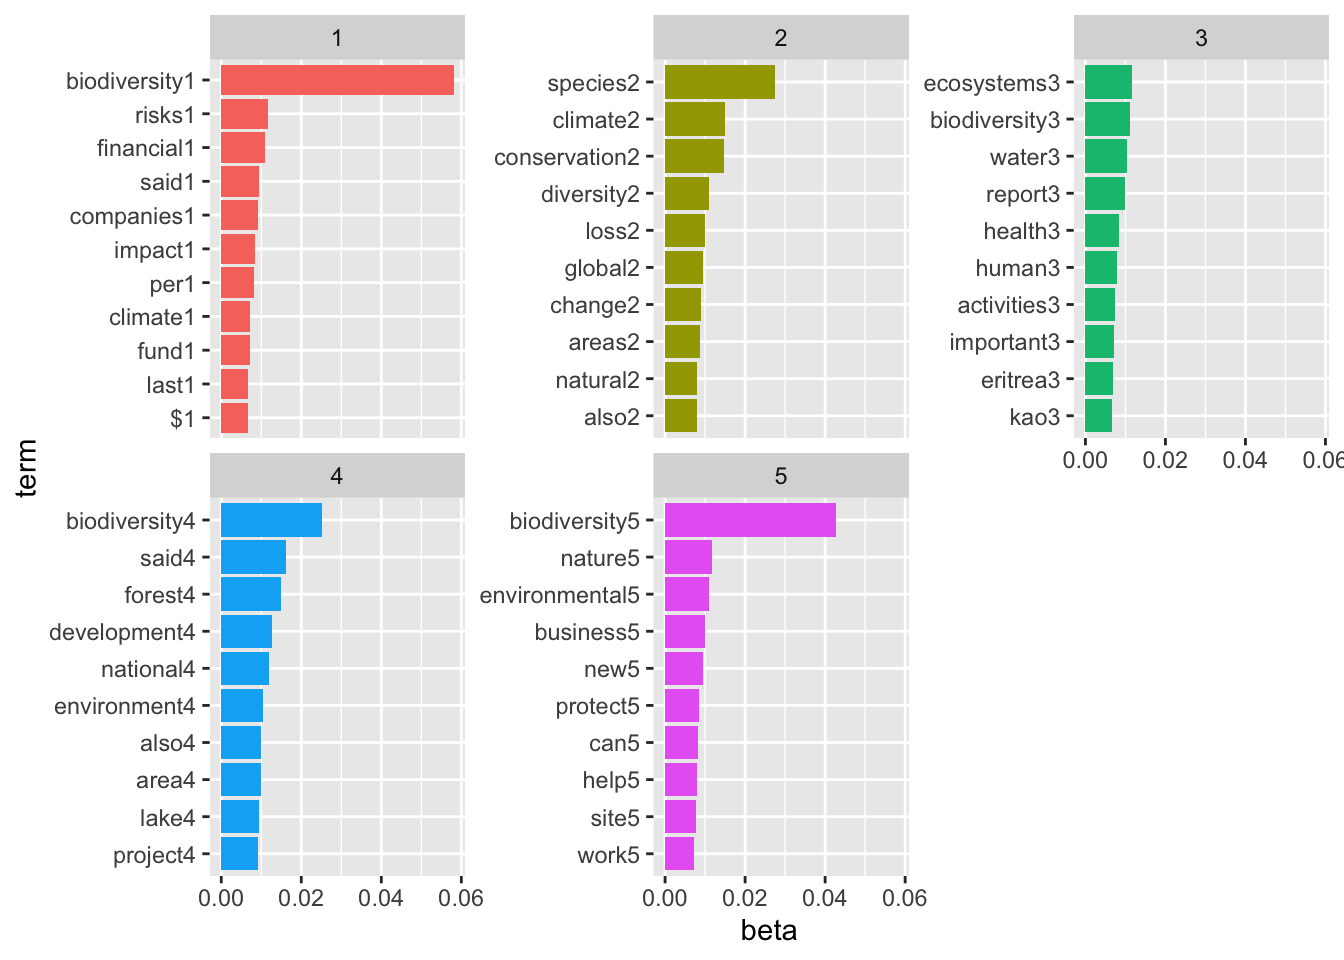 1
biodiversity1
risks1
financial1
said1
companies1
impact1
per1
climate1
fund1
last1
$1
2
species2
climate2
conservation2
diversity2
loss2
global2
change2
areas2
natural2
also2
3
ecosystems3
biodiversity3
water3
report3
health3
human3
activities3
important3
eritrea3
kao3
0.00 0.02 0.04 0.06
term
4
biodiversity4
said4
forest4
development4
national4
environment4
also4
area4
lake4
project4
0.00 0.02 0.04 0.06
5
biodiversity5
nature5
environmental5
business5
new5
protect5
can5
help5
site5
work5
0.00 0.02 0.04 0.06
beta